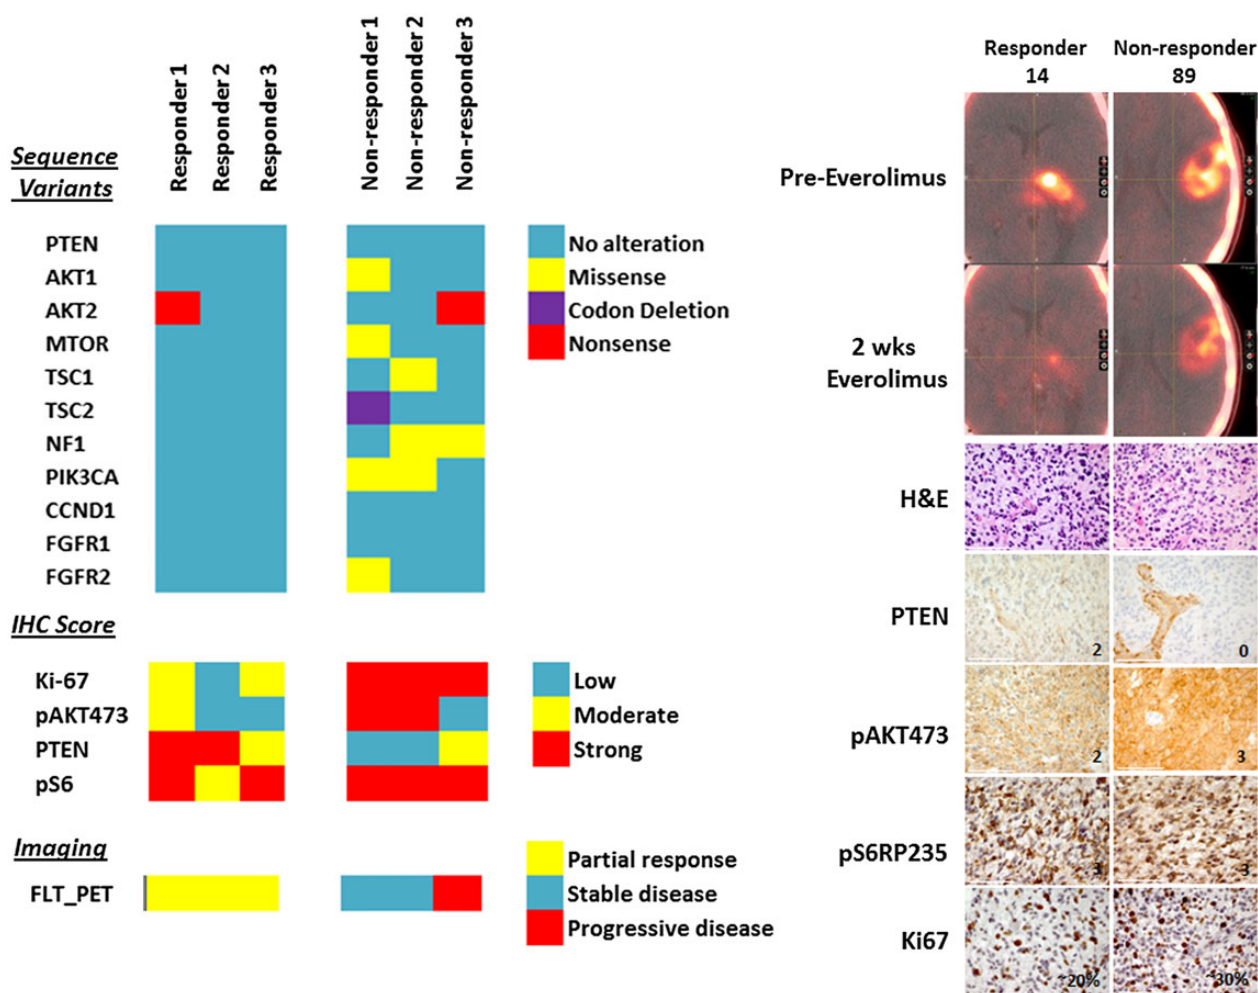 Responder 1
Responder 2
Responder 3
Non-responder 1
Non-responder 2
Non-responder 3
Sequence
Variants
PTEN
AKT1
AKT2
MTOR
TSC1
TSC2
NF1
PIK3CA
CCND1
FGFR1
FGFR2
No alteration
Missense
Codon Deletion
Nonsense
IHC Score
Ki-67
pAKT473
PTEN
pS6
Low
Moderate
Strong
Imaging
FLT_PET
Partial response
Stable disease
Progressive disease
Responder Non-responder
14 89
Pre-Everolimus
2 wks
Everolimus
H&E
PTEN
2 0
pAKT473
2 3
pS6RP235
3 3
Ki67
~20% ~30%